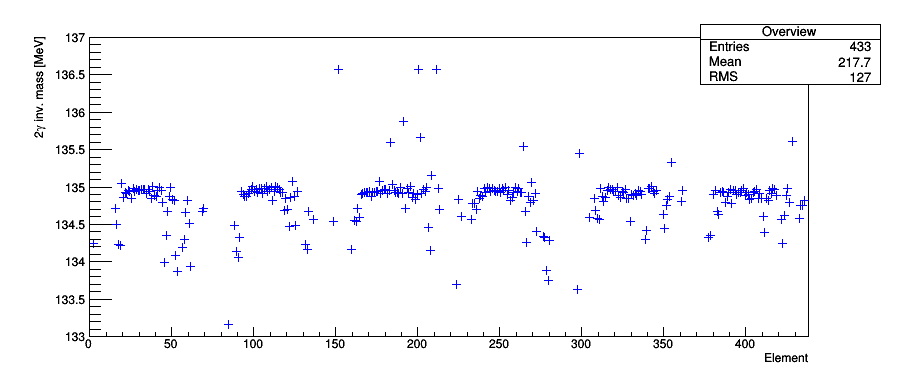 Overview
Entries 433
Mean 217.7
RMS 127
2γ inv. mass [MeV]
137
136.5
136
135.5
135
134.5
134
133.5
133
0 50 100 150 200 250 300 350 400
Element